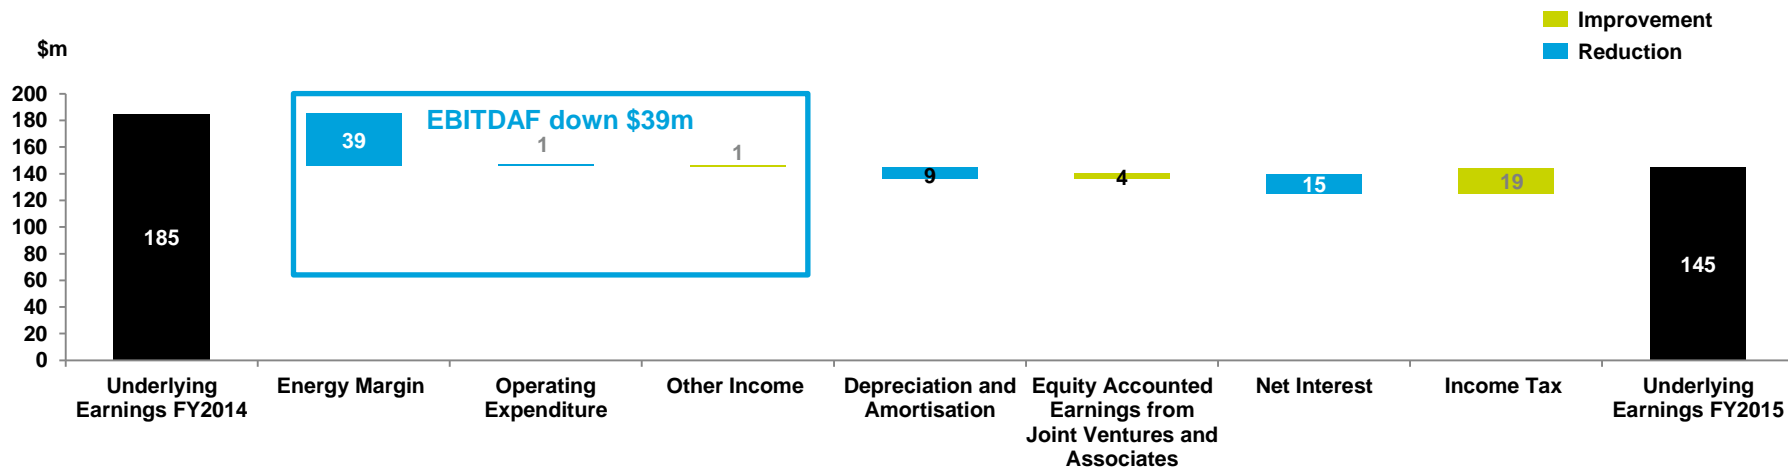 Improvement
Reduction
$m
200
180
160
140
120
100
80
60
40
20
0
EBITDAF down $39m
185
39
1
1
9
4
15
19
145
Underlying
Earnings FY2014
Energy Margin
Operating
Expenditure
Other Income
Depreciation and
Amortisation
Equity Accounted
Earnings from
Joint Ventures and
Associates
Net Interest
Income Tax
Underlying
Earnings FY2015